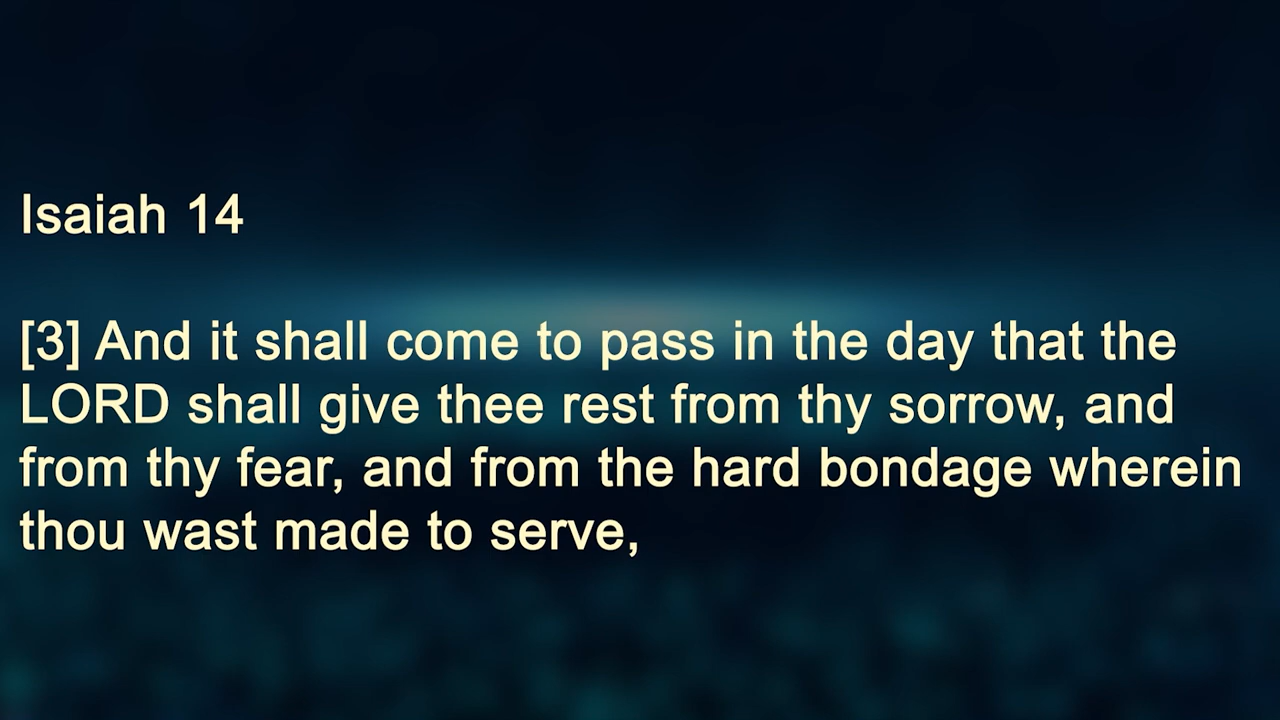 Isaiah 14
[3] And it shall come to pass in the day that the
LORD shall give thee rest from thy sorrow, and
from thy fear, and from the hard bondage wherein
thou wast made to serve,